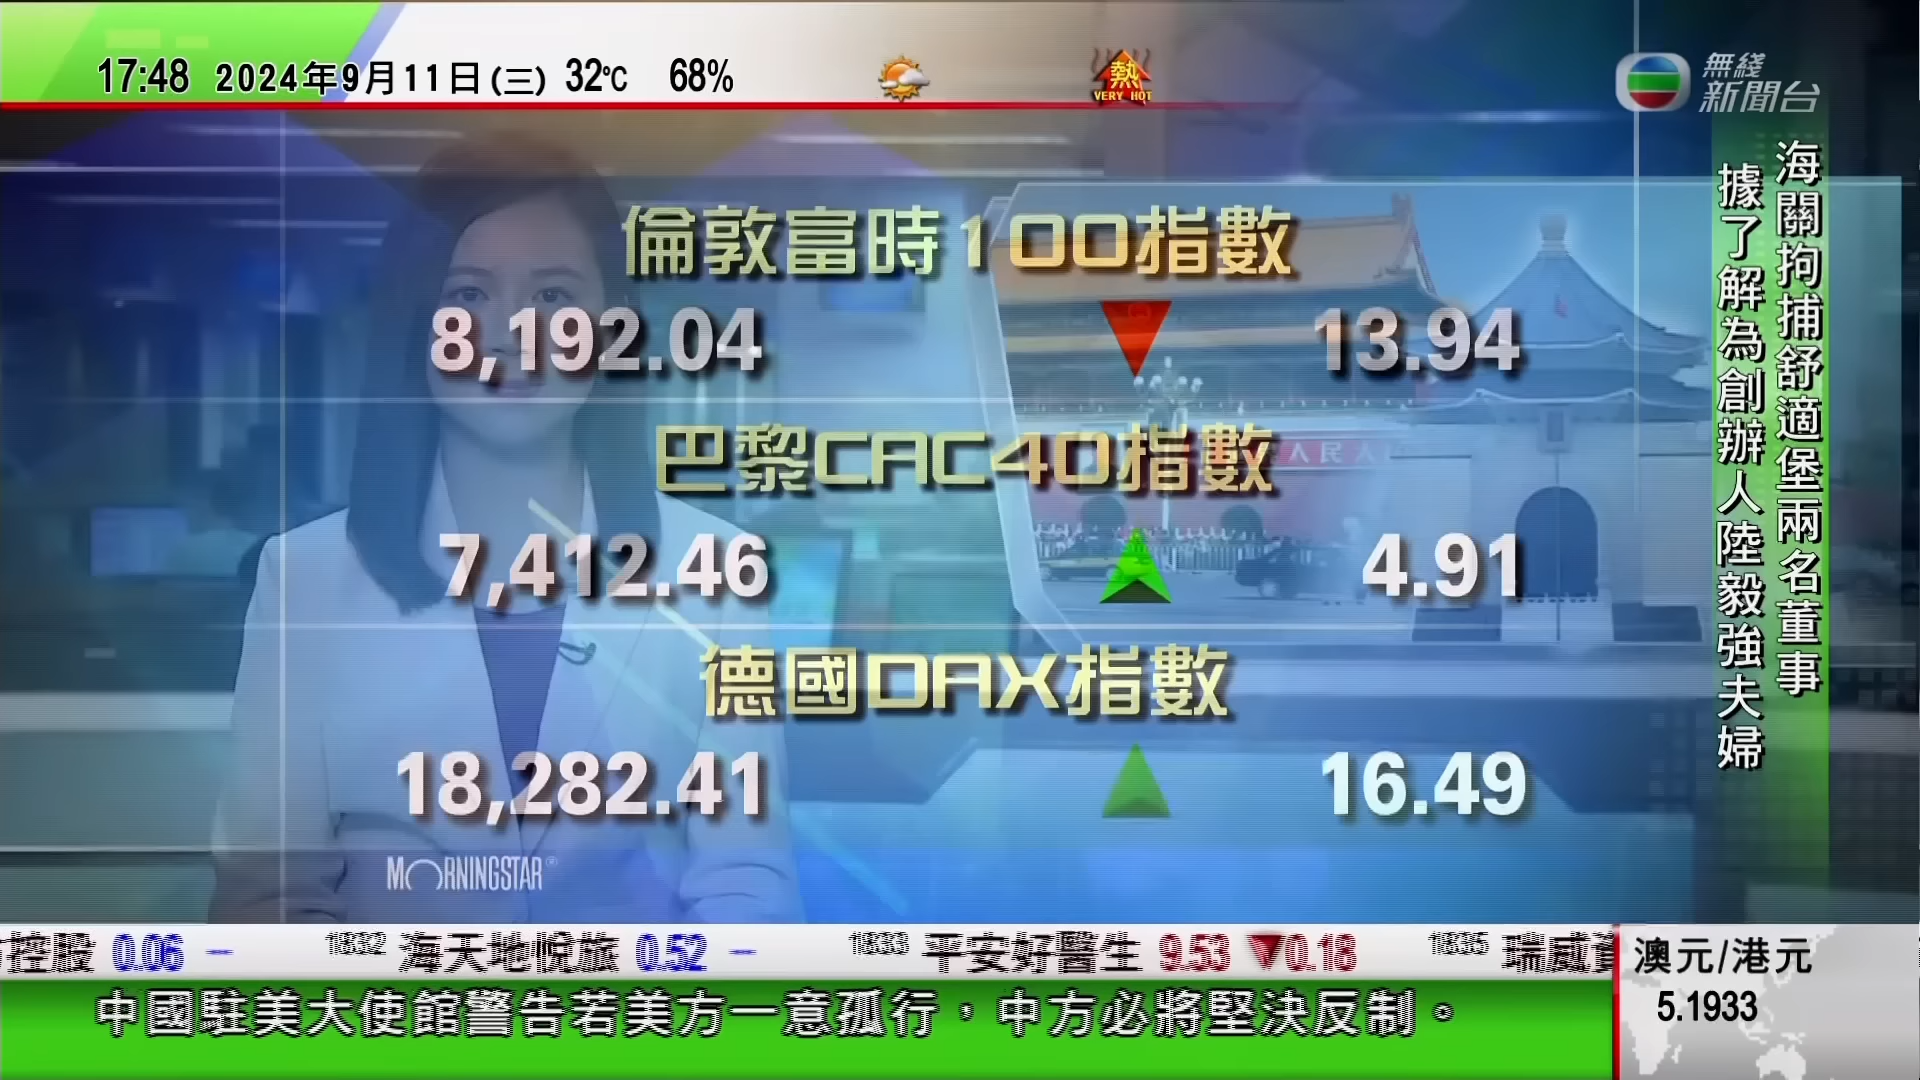 17:48 2024年9月11日(三) 32℃ 68%
熱
VERY HOT
無綫
新聞台
海關拘捕舒適堡兩名董事
據了解為創辦人陸毅強夫婦
倫敦富時100指數
8,192.04 ▼ 13.94
巴黎CAC40指數
7,412.46 ▲ 4.91
德國DAX指數
18,282.41 ▲ 16.49
MORNINGSTAR®
控股 0.06 – 1832 海天地悅旅 0.52 – 1833 平安好醫生 9.53 ▼0.18 1835 瑞威
中國駐美大使館警告若美方一意孤行，中方必將堅決反制。
澳元/港元
5.1933